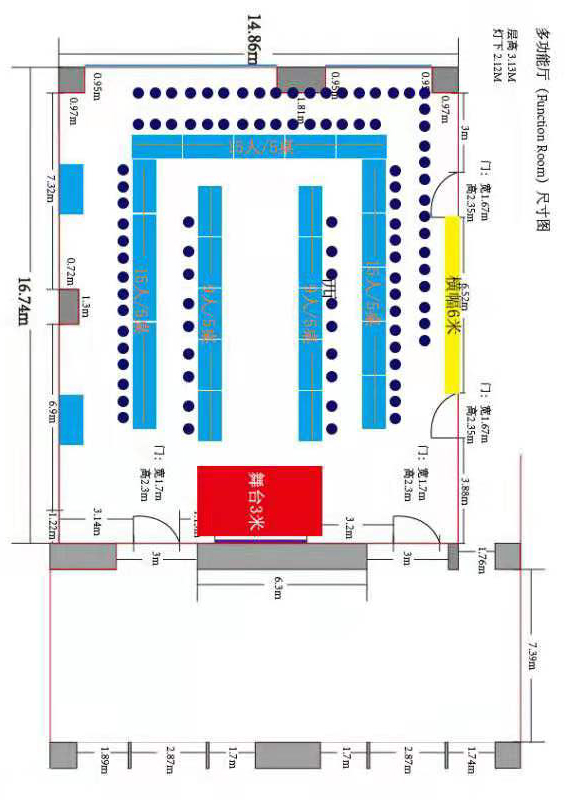 多功能厅（Function Room）尺寸图
层高 3.13M
灯下 2.12M
14.86m
0.95m
0.95m
0.97m
1.81m
0.97m
3m
门：宽1.67m
高2.35m
15人/5桌
7.32m
16.74m
0.72m
1.3m
15人/5桌
9人/5桌
9人/5桌
15人/5桌
6.52m
横幅6米
6.9m
门：宽1.67m
高2.35m
门：宽1.7m
高2.3m
门：宽1.7m
高2.3m
舞台3米
3.88m
1.22m
3.14m
3.2m
3m
3m
1.76m
6.3m
7.39m
1.89m
2.87m
1.7m
1.7m
2.87m
1.74m